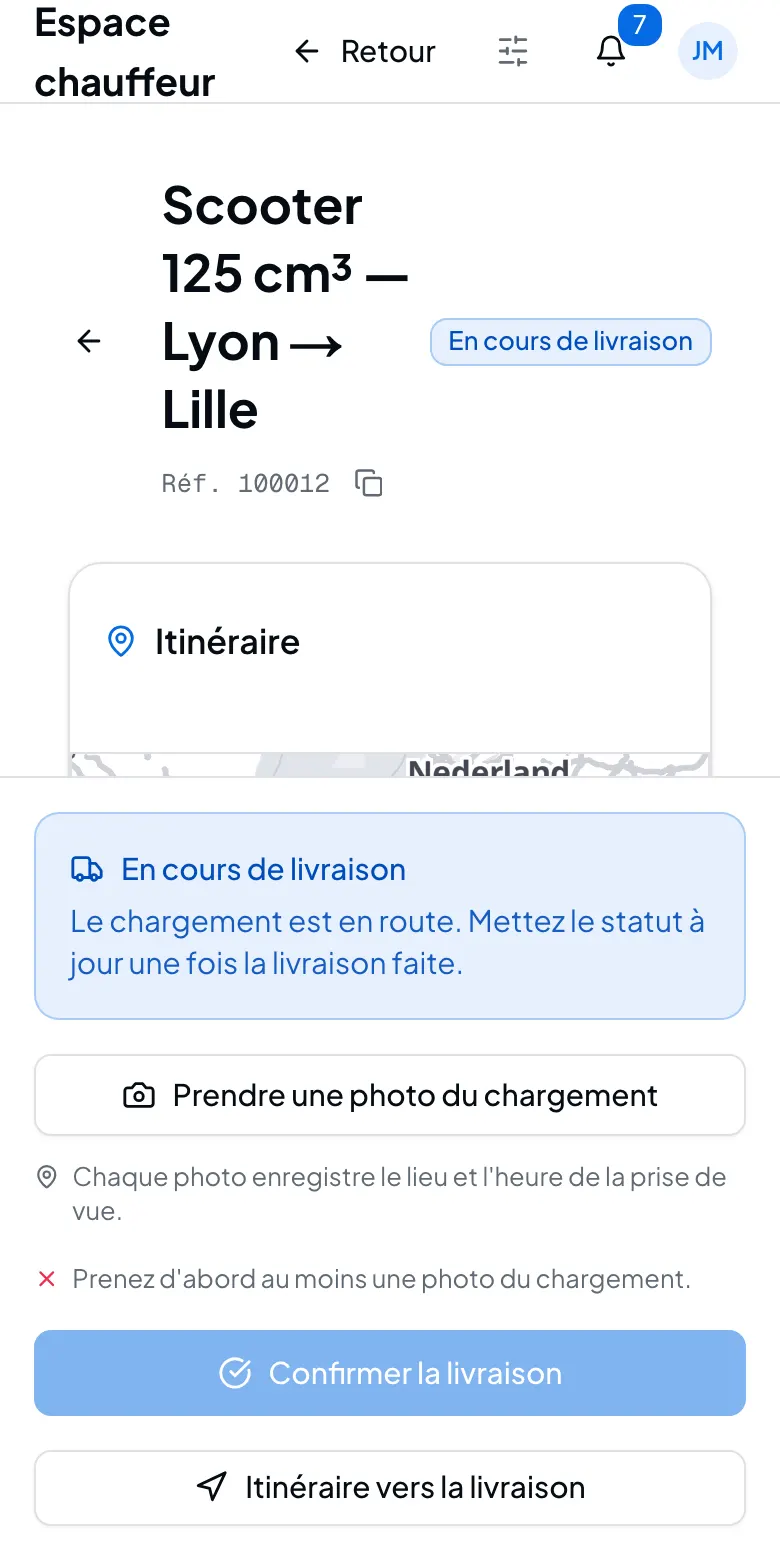 Espace
chauffeur
Retour
7
JM
Scooter
125 cm³ —
Lyon →
Lille
En cours de livraison
Réf. 100012
Itinéraire
Nederland
En cours de livraison
Le chargement est en route. Mettez le statut à
jour une fois la livraison faite.
Prendre une photo du chargement
Chaque photo enregistre le lieu et l'heure de la prise de
vue.
Prenez d'abord au moins une photo du chargement.
Confirmer la livraison
Itinéraire vers la livraison